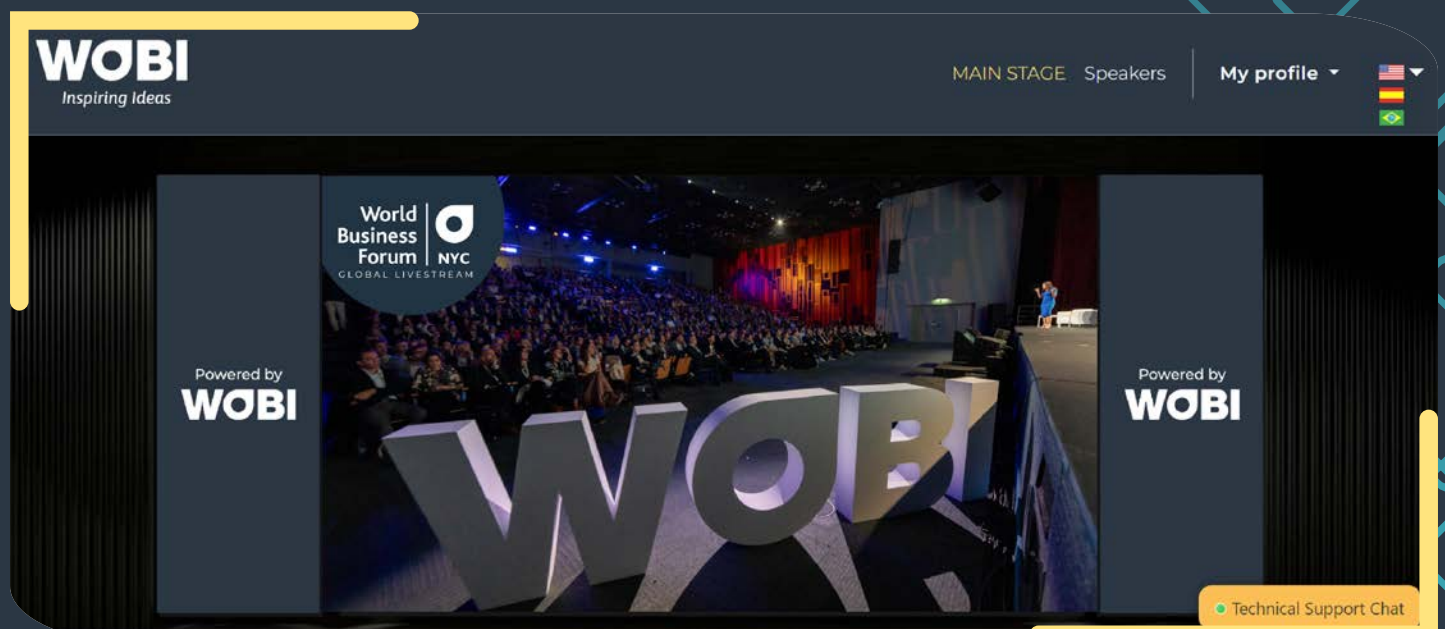 WOBI
Inspiring Ideas
MAIN STAGE Speakers My profile
World
Business
Forum NYC
GLOBAL LIVESTREAM
Powered by
WOBI
WOBI
Powered by
WOBI
Technical Support Chat